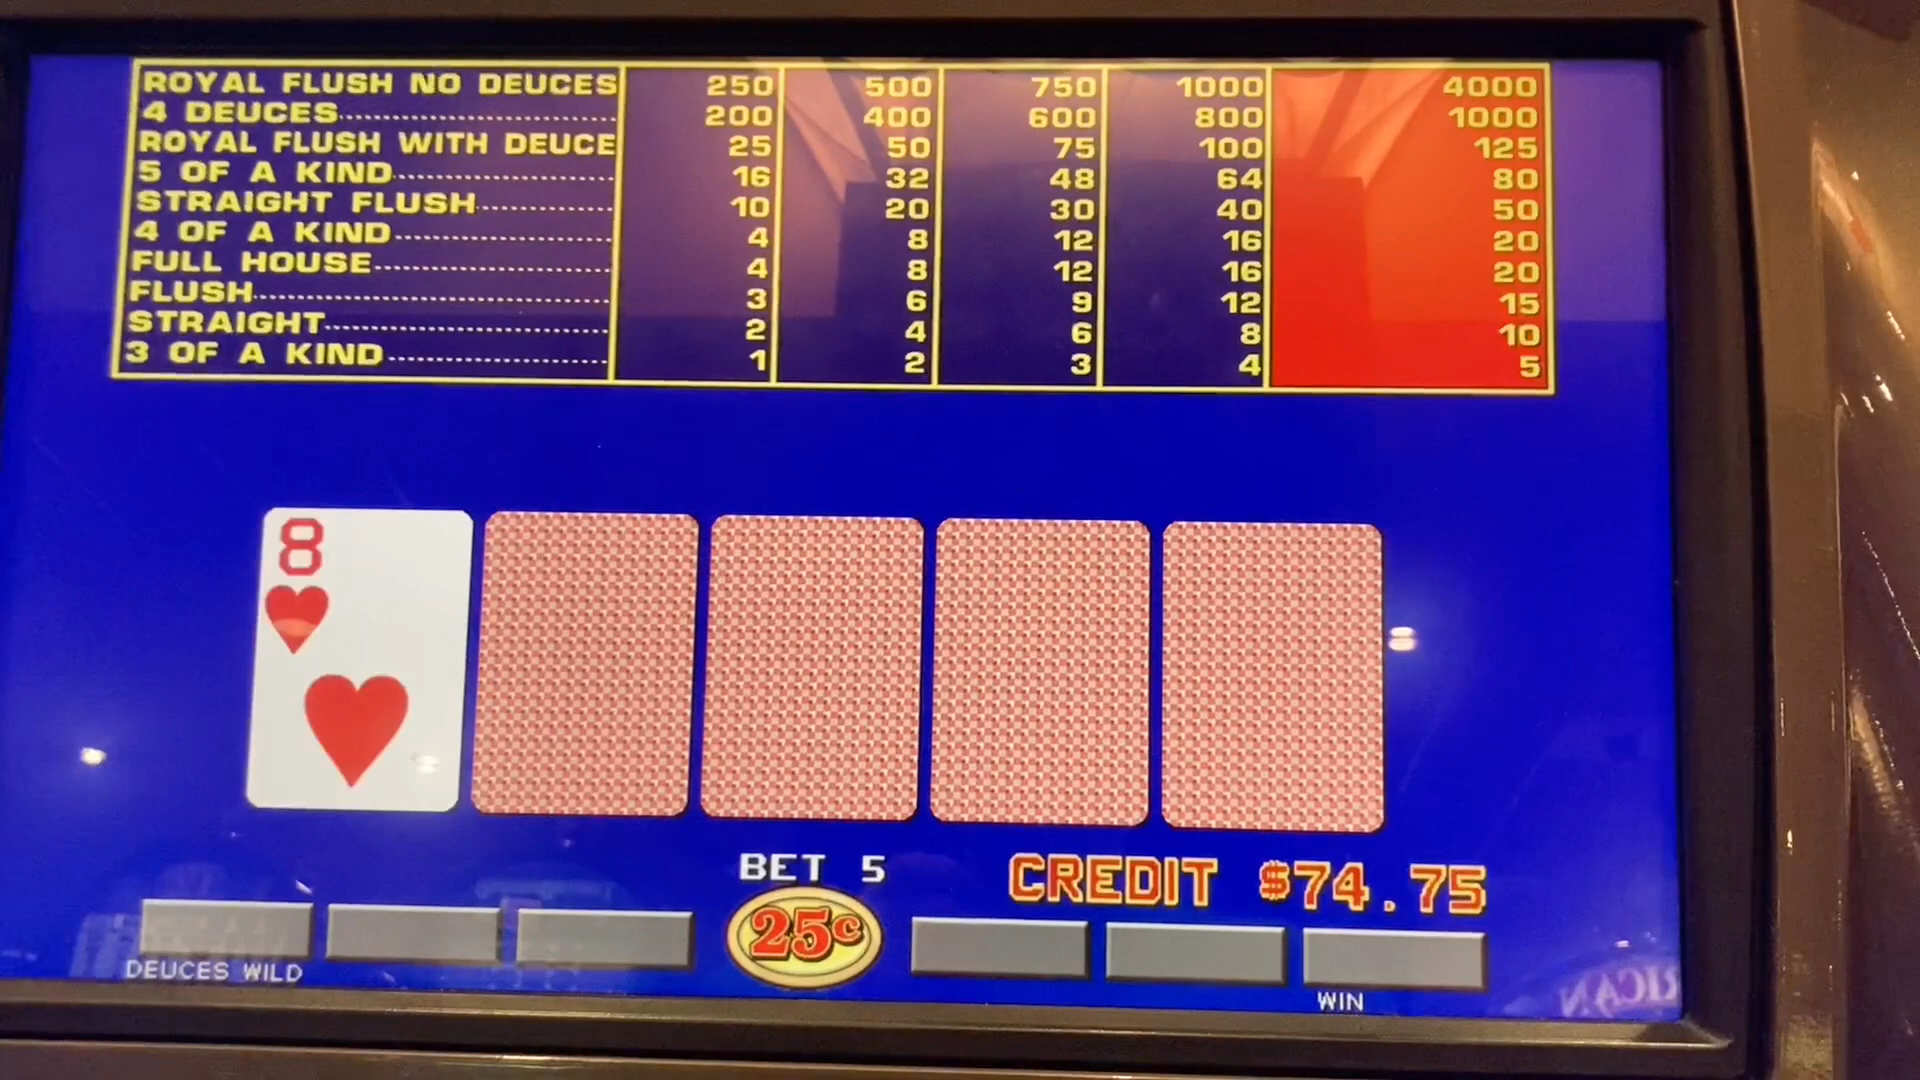 ROYAL FLUSH NO DEUCES 250 500 750 1000 4000
4 DEUCES 200 400 600 800 1000
ROYAL FLUSH WITH DEUCE 25 50 75 100 125
5 OF A KIND 16 32 48 64 80
STRAIGHT FLUSH 10 20 30 40 50
4 OF A KIND 4 8 12 16 20
FULL HOUSE 4 8 12 16 20
FLUSH 3 6 9 12 15
STRAIGHT 2 4 6 8 10
3 OF A KIND 1 2 3 4 5
8
BET 5 CREDIT $74.75
25¢
DEUCES WILD
WIN